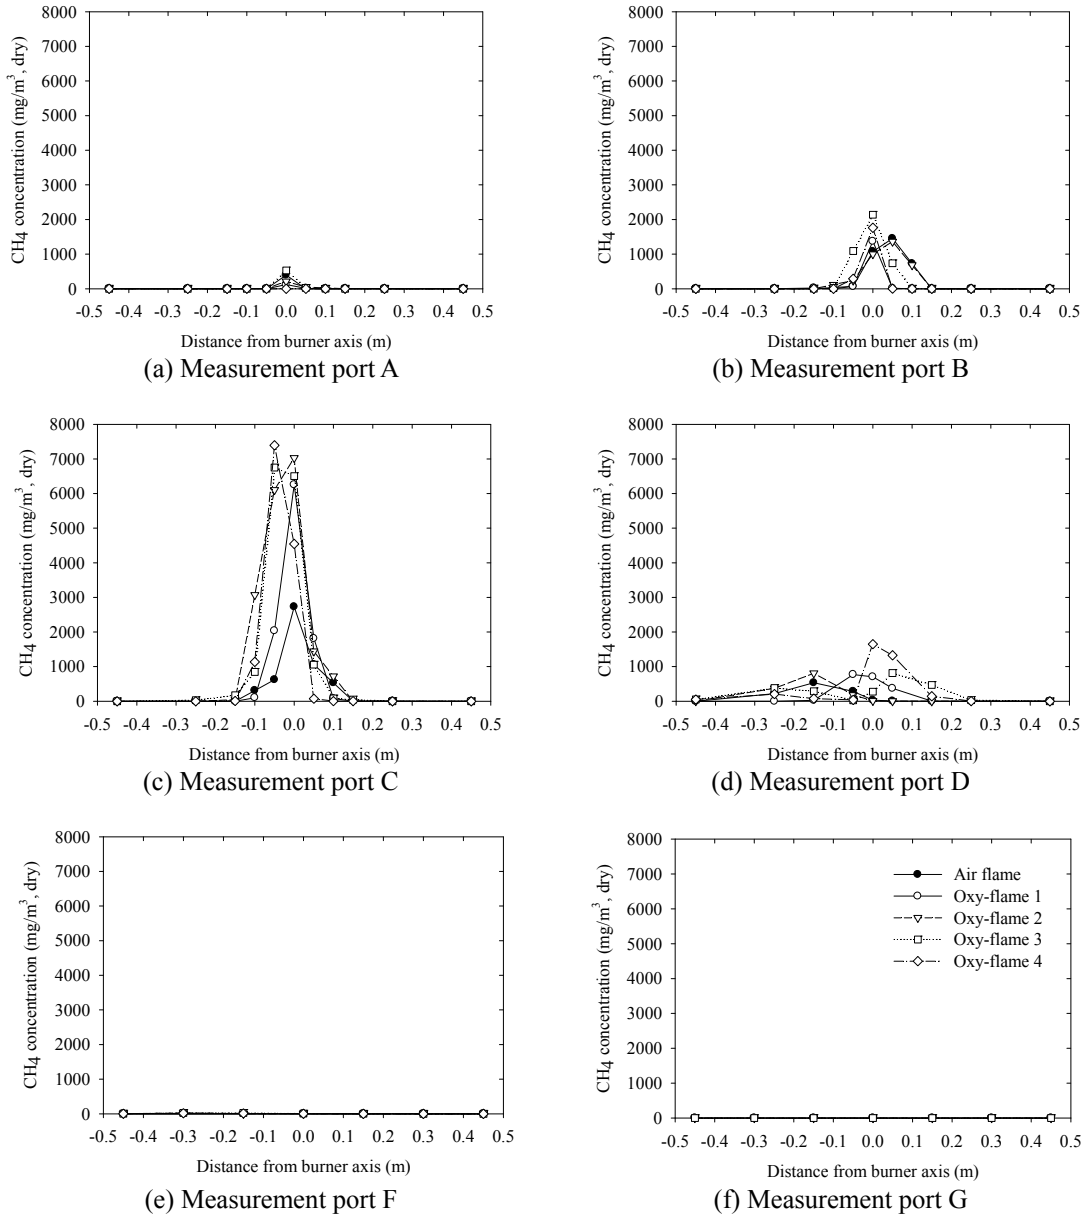 8000
7000
6000
5000
4000
3000
2000
1000
0
CH4 concentration (mg/m3, dry)
-0.5 -0.4 -0.3 -0.2 -0.1 0.0 0.1 0.2 0.3 0.4 0.5
Distance from burner axis (m)
(a) Measurement port A
8000
7000
6000
5000
4000
3000
2000
1000
0
CH4 concentration (mg/m3, dry)
-0.5 -0.4 -0.3 -0.2 -0.1 0.0 0.1 0.2 0.3 0.4 0.5
Distance from burner axis (m)
(b) Measurement port B
8000
7000
6000
5000
4000
3000
2000
1000
0
CH4 concentration (mg/m3, dry)
-0.5 -0.4 -0.3 -0.2 -0.1 0.0 0.1 0.2 0.3 0.4 0.5
Distance from burner axis (m)
(c) Measurement port C
8000
7000
6000
5000
4000
3000
2000
1000
0
CH4 concentration (mg/m3, dry)
-0.5 -0.4 -0.3 -0.2 -0.1 0.0 0.1 0.2 0.3 0.4 0.5
Distance from burner axis (m)
(d) Measurement port D
8000
7000
6000
5000
4000
3000
2000
1000
0
CH4 concentration (mg/m3, dry)
-0.5 -0.4 -0.3 -0.2 -0.1 0.0 0.1 0.2 0.3 0.4 0.5
Distance from burner axis (m)
(e) Measurement port F
8000
7000
6000
5000
4000
3000
2000
1000
0
CH4 concentration (mg/m3, dry)
Air flame
Oxy-flame 1
Oxy-flame 2
Oxy-flame 3
Oxy-flame 4
-0.5 -0.4 -0.3 -0.2 -0.1 0.0 0.1 0.2 0.3 0.4 0.5
Distance from burner axis (m)
(f) Measurement port G